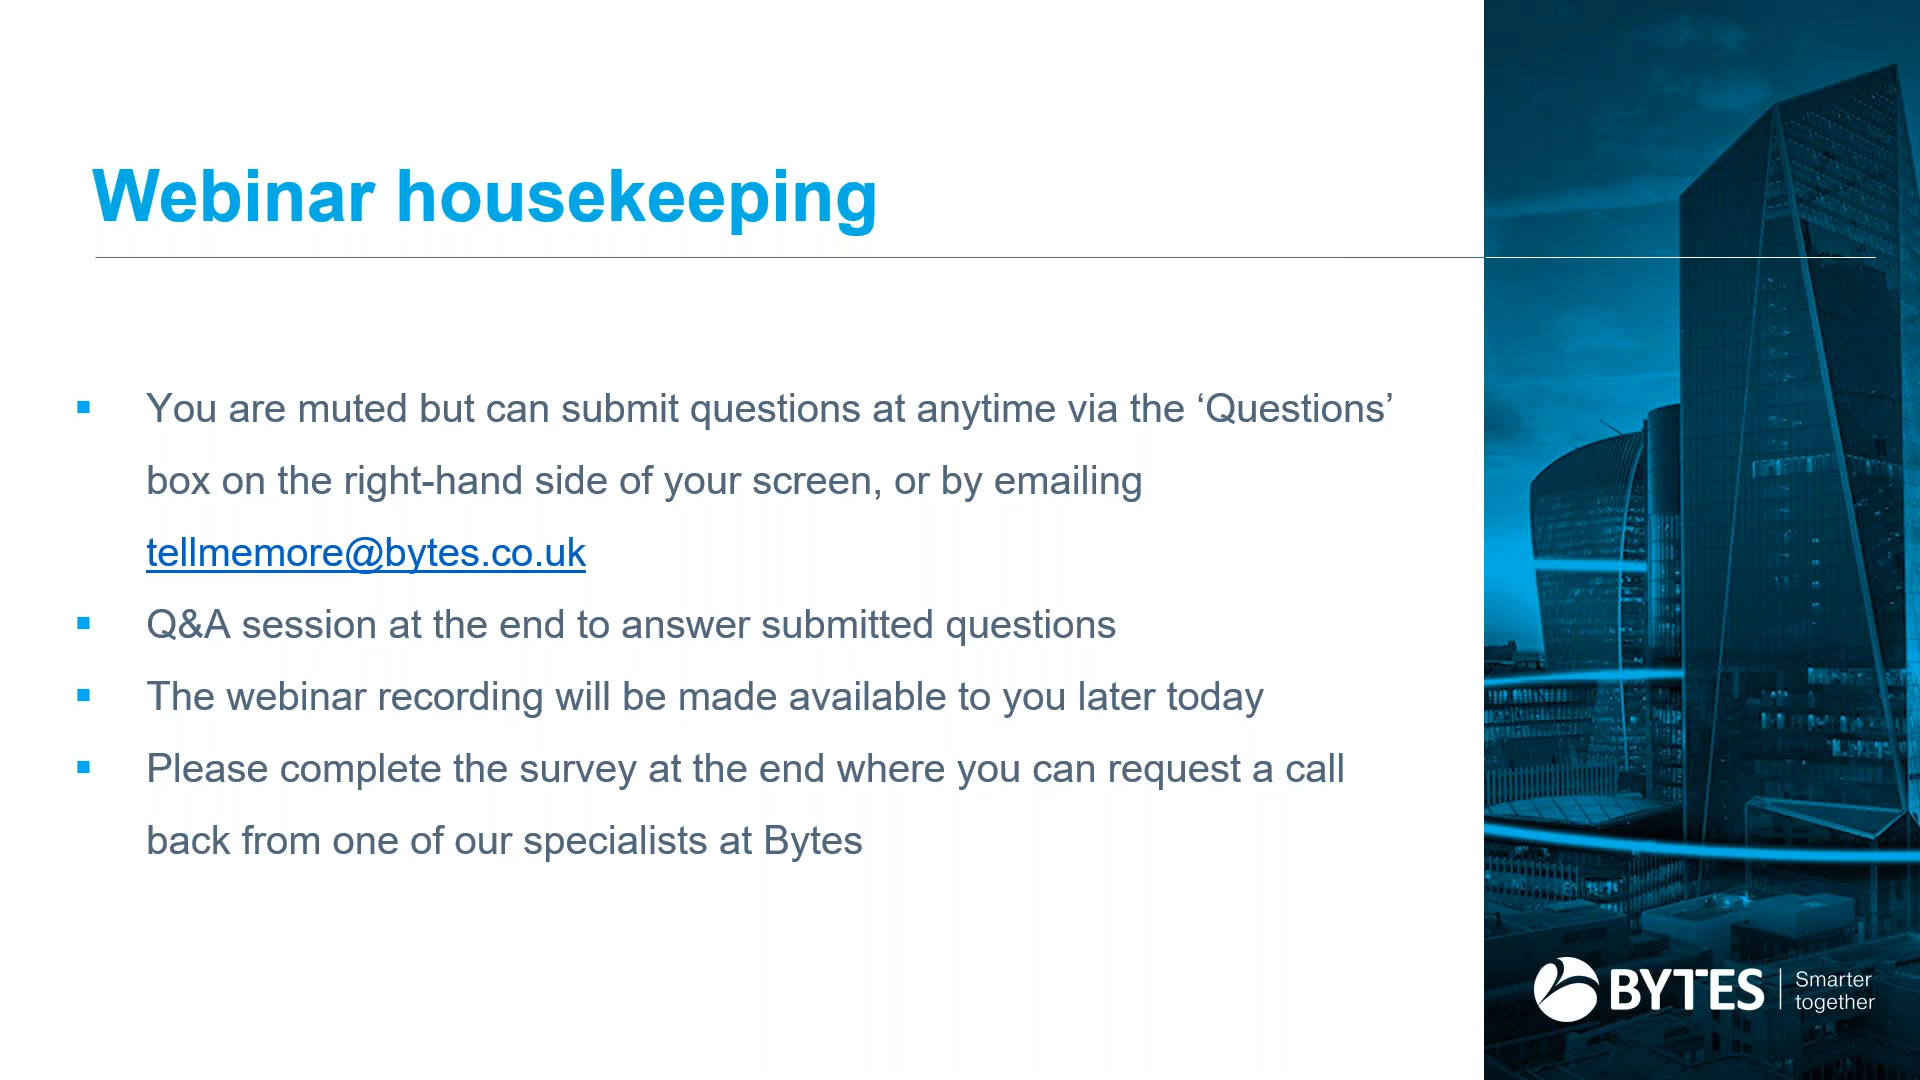 Webinar housekeeping
▪ You are muted but can submit questions at anytime via the ‘Questions’
box on the right-hand side of your screen, or by emailing
tellmemore@bytes.co.uk
▪ Q&A session at the end to answer submitted questions
▪ The webinar recording will be made available to you later today
▪ Please complete the survey at the end where you can request a call
back from one of our specialists at Bytes
BYTES
Smarter
together